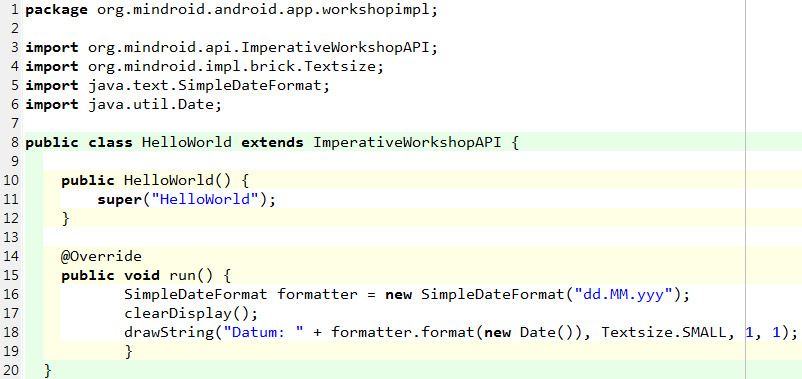 1 package org.mindroid.android.app.workshopimpl;
2
3 import org.mindroid.api.ImperativeWorkshopAPI;
4 import org.mindroid.impl.brick.Textsize;
5 import java.text.SimpleDateFormat;
6 import java.util.Date;
7
8 public class HelloWorld extends ImperativeWorkshopAPI {
9
10     public HelloWorld() {
11         super("HelloWorld");
12     }
13
14     @Override
15     public void run() {
16            SimpleDateFormat formatter = new SimpleDateFormat("dd.MM.yyy");
17            clearDisplay();
18            drawString("Datum: " + formatter.format(new Date()), Textsize.SMALL, 1, 1);
19            }
20   }